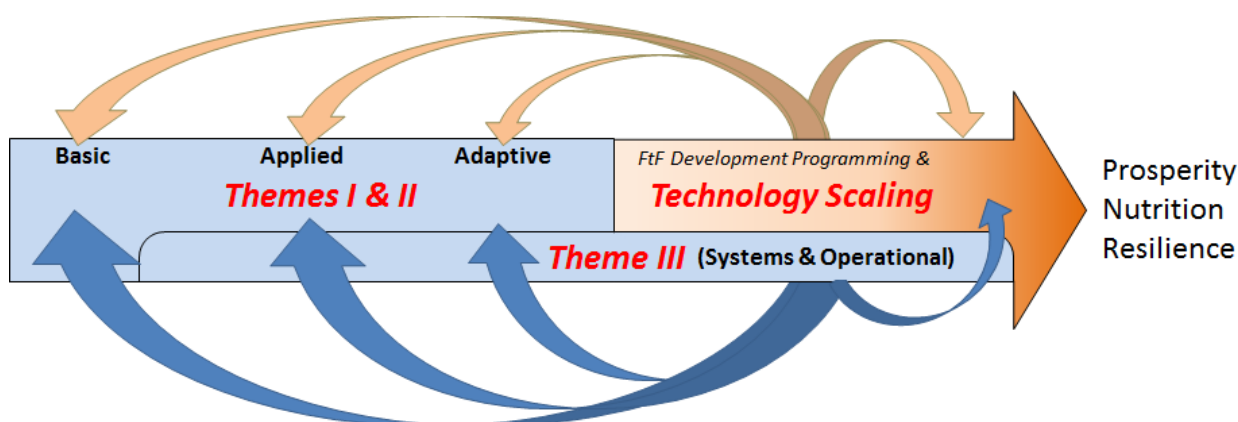 Basic Applied Adaptive
FtF Development Programming &
Themes I & II
Technology Scaling
Theme III (Systems & Operational)
Prosperity
Nutrition
Resilience